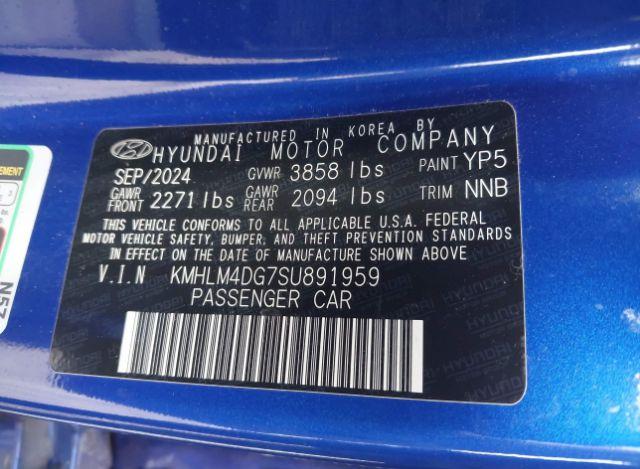 MANUFACTURED IN KOREA BY
HYUNDAI MOTOR COMPANY
SEP/2024 GVWR 3858 lbs PAINT YP5
GAWR FRONT 2271 lbs GAWR REAR 2094 lbs TRIM NNB
THIS VEHICLE CONFORMS TO ALL APPLICABLE U.S.A. FEDERAL
MOTOR VEHICLE SAFETY, BUMPER, AND THEFT PREVENTION STANDARDS
IN EFFECT ON THE DATE OF MANUFACTURE SHOWN ABOVE
V.I.N KMHLM4DG7SU891959
PASSENGER CAR
N57